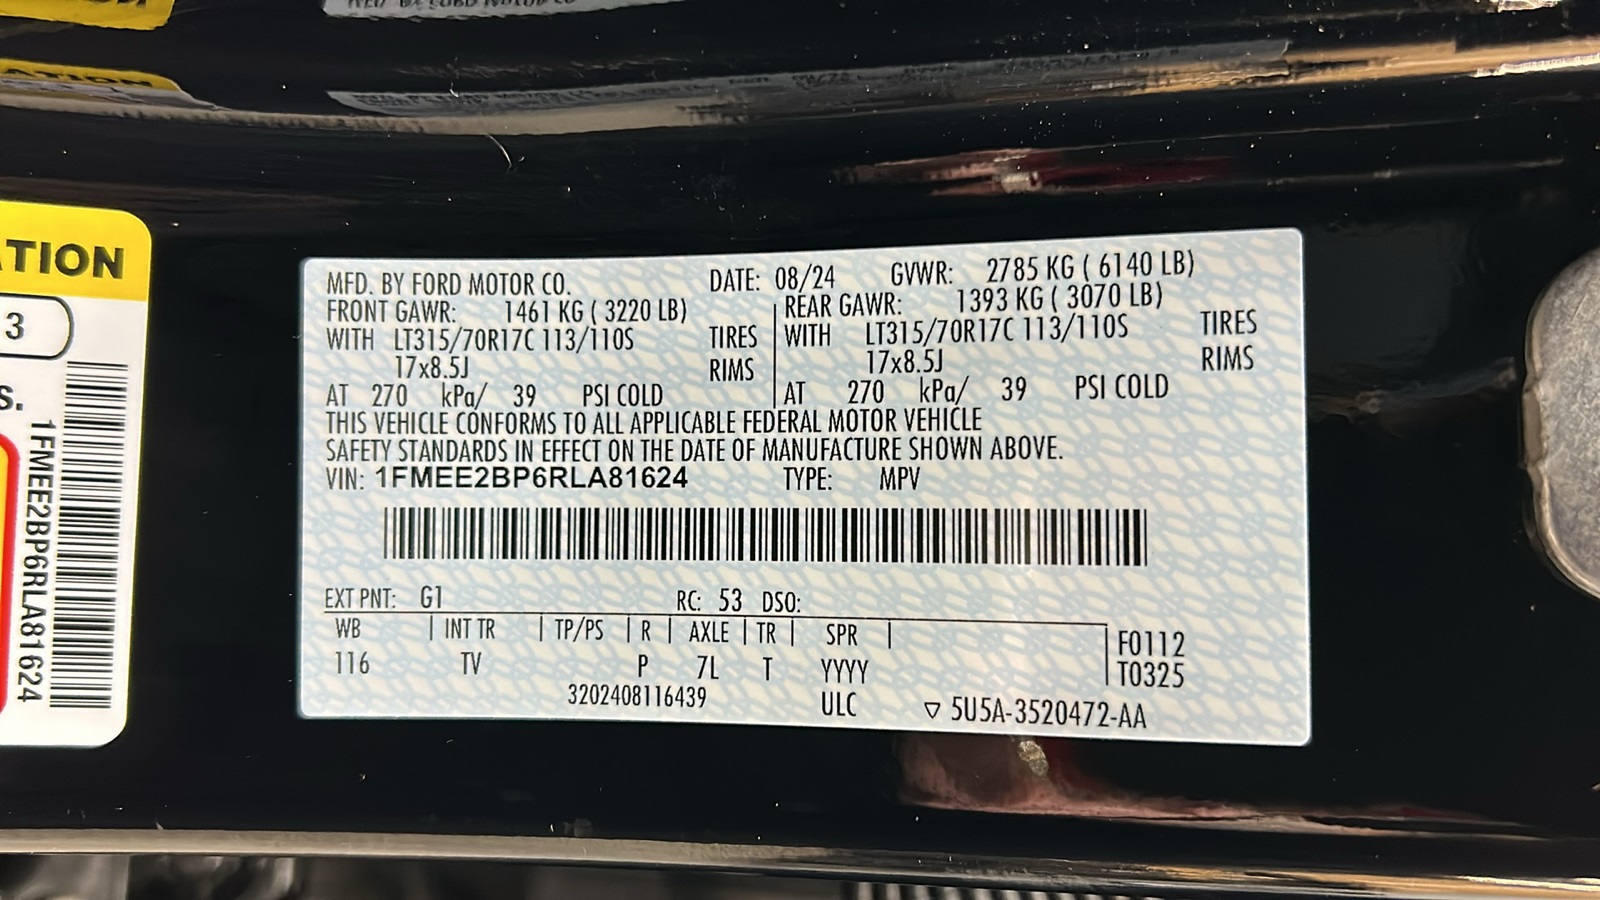 ATION
TION
3
S.
1FMEE2BP6RLA81624
MFD. BY FORD MOTOR CO. DATE: 08/24 GVWR: 2785 KG ( 6140 LB)
FRONT GAWR: 1461 KG ( 3220 LB) REAR GAWR: 1393 KG ( 3070 LB)
WITH LT315/70R17C 113/110S TIRES WITH LT315/70R17C 113/110S TIRES
17x8.5J RIMS 17x8.5J RIMS
AT 270 kPa/ 39 PSI COLD AT 270 kPa/ 39 PSI COLD
THIS VEHICLE CONFORMS TO ALL APPLICABLE FEDERAL MOTOR VEHICLE
SAFETY STANDARDS IN EFFECT ON THE DATE OF MANUFACTURE SHOWN ABOVE.
VIN: 1FMEE2BP6RLA81624 TYPE: MPV
EXT PNT: G1 RC: 53 DSO:
WB INT TR TP/PS R AXLE TR SPR F0112
116 TV P 7L T YYYY T0325
3202408116439 ULC ▽ 5U5A-3520472-AA